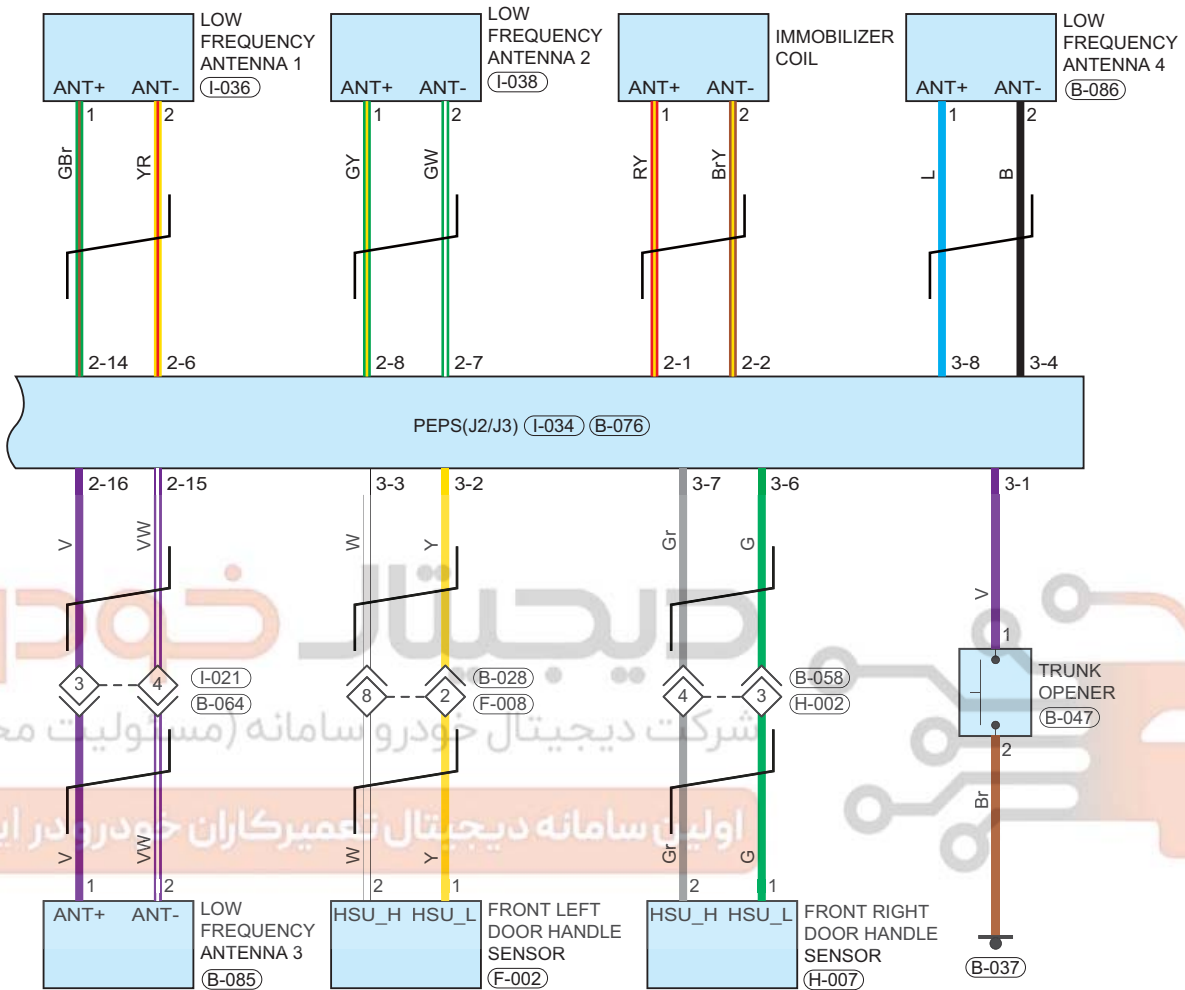 LOW
FREQUENCY
ANTENNA 1
I-036
LOW
FREQUENCY
ANTENNA 2
I-038
IMMOBILIZER
COIL
LOW
FREQUENCY
ANTENNA 4
B-086
ANT+ ANT-
ANT+ ANT-
ANT+ ANT-
ANT+ ANT-
1 2 1 2 1 2 1 2
GBr YR GY GW RY BrY L B
2-14 2-6 2-8 2-7 2-1 2-2 3-8 3-4
PEPS(J2/J3) I-034 B-076
2-16 2-15 3-3 3-2 3-7 3-6 3-1
V VW W Y Gr G V
دیجیتال خودرو
3 4 I-021
B-064
8 2 B-028
F-008
4 3 B-058
H-002
1
TRUNK
OPENER
B-047
2
شرکت دیجیتال خودرو سامانه (مسئولیت
اولین سامانه دیجیتال تعمیرکاران خودرو در
V VW W Y Gr G Br
1 2 2 1 2 1
ANT+ ANT-
LOW
FREQUENCY
ANTENNA 3
B-085
HSU_H HSU_L
FRONT LEFT
DOOR HANDLE
SENSOR
F-002
HSU_H HSU_L
FRONT RIGHT
DOOR HANDLE
SENSOR
H-007
B-037